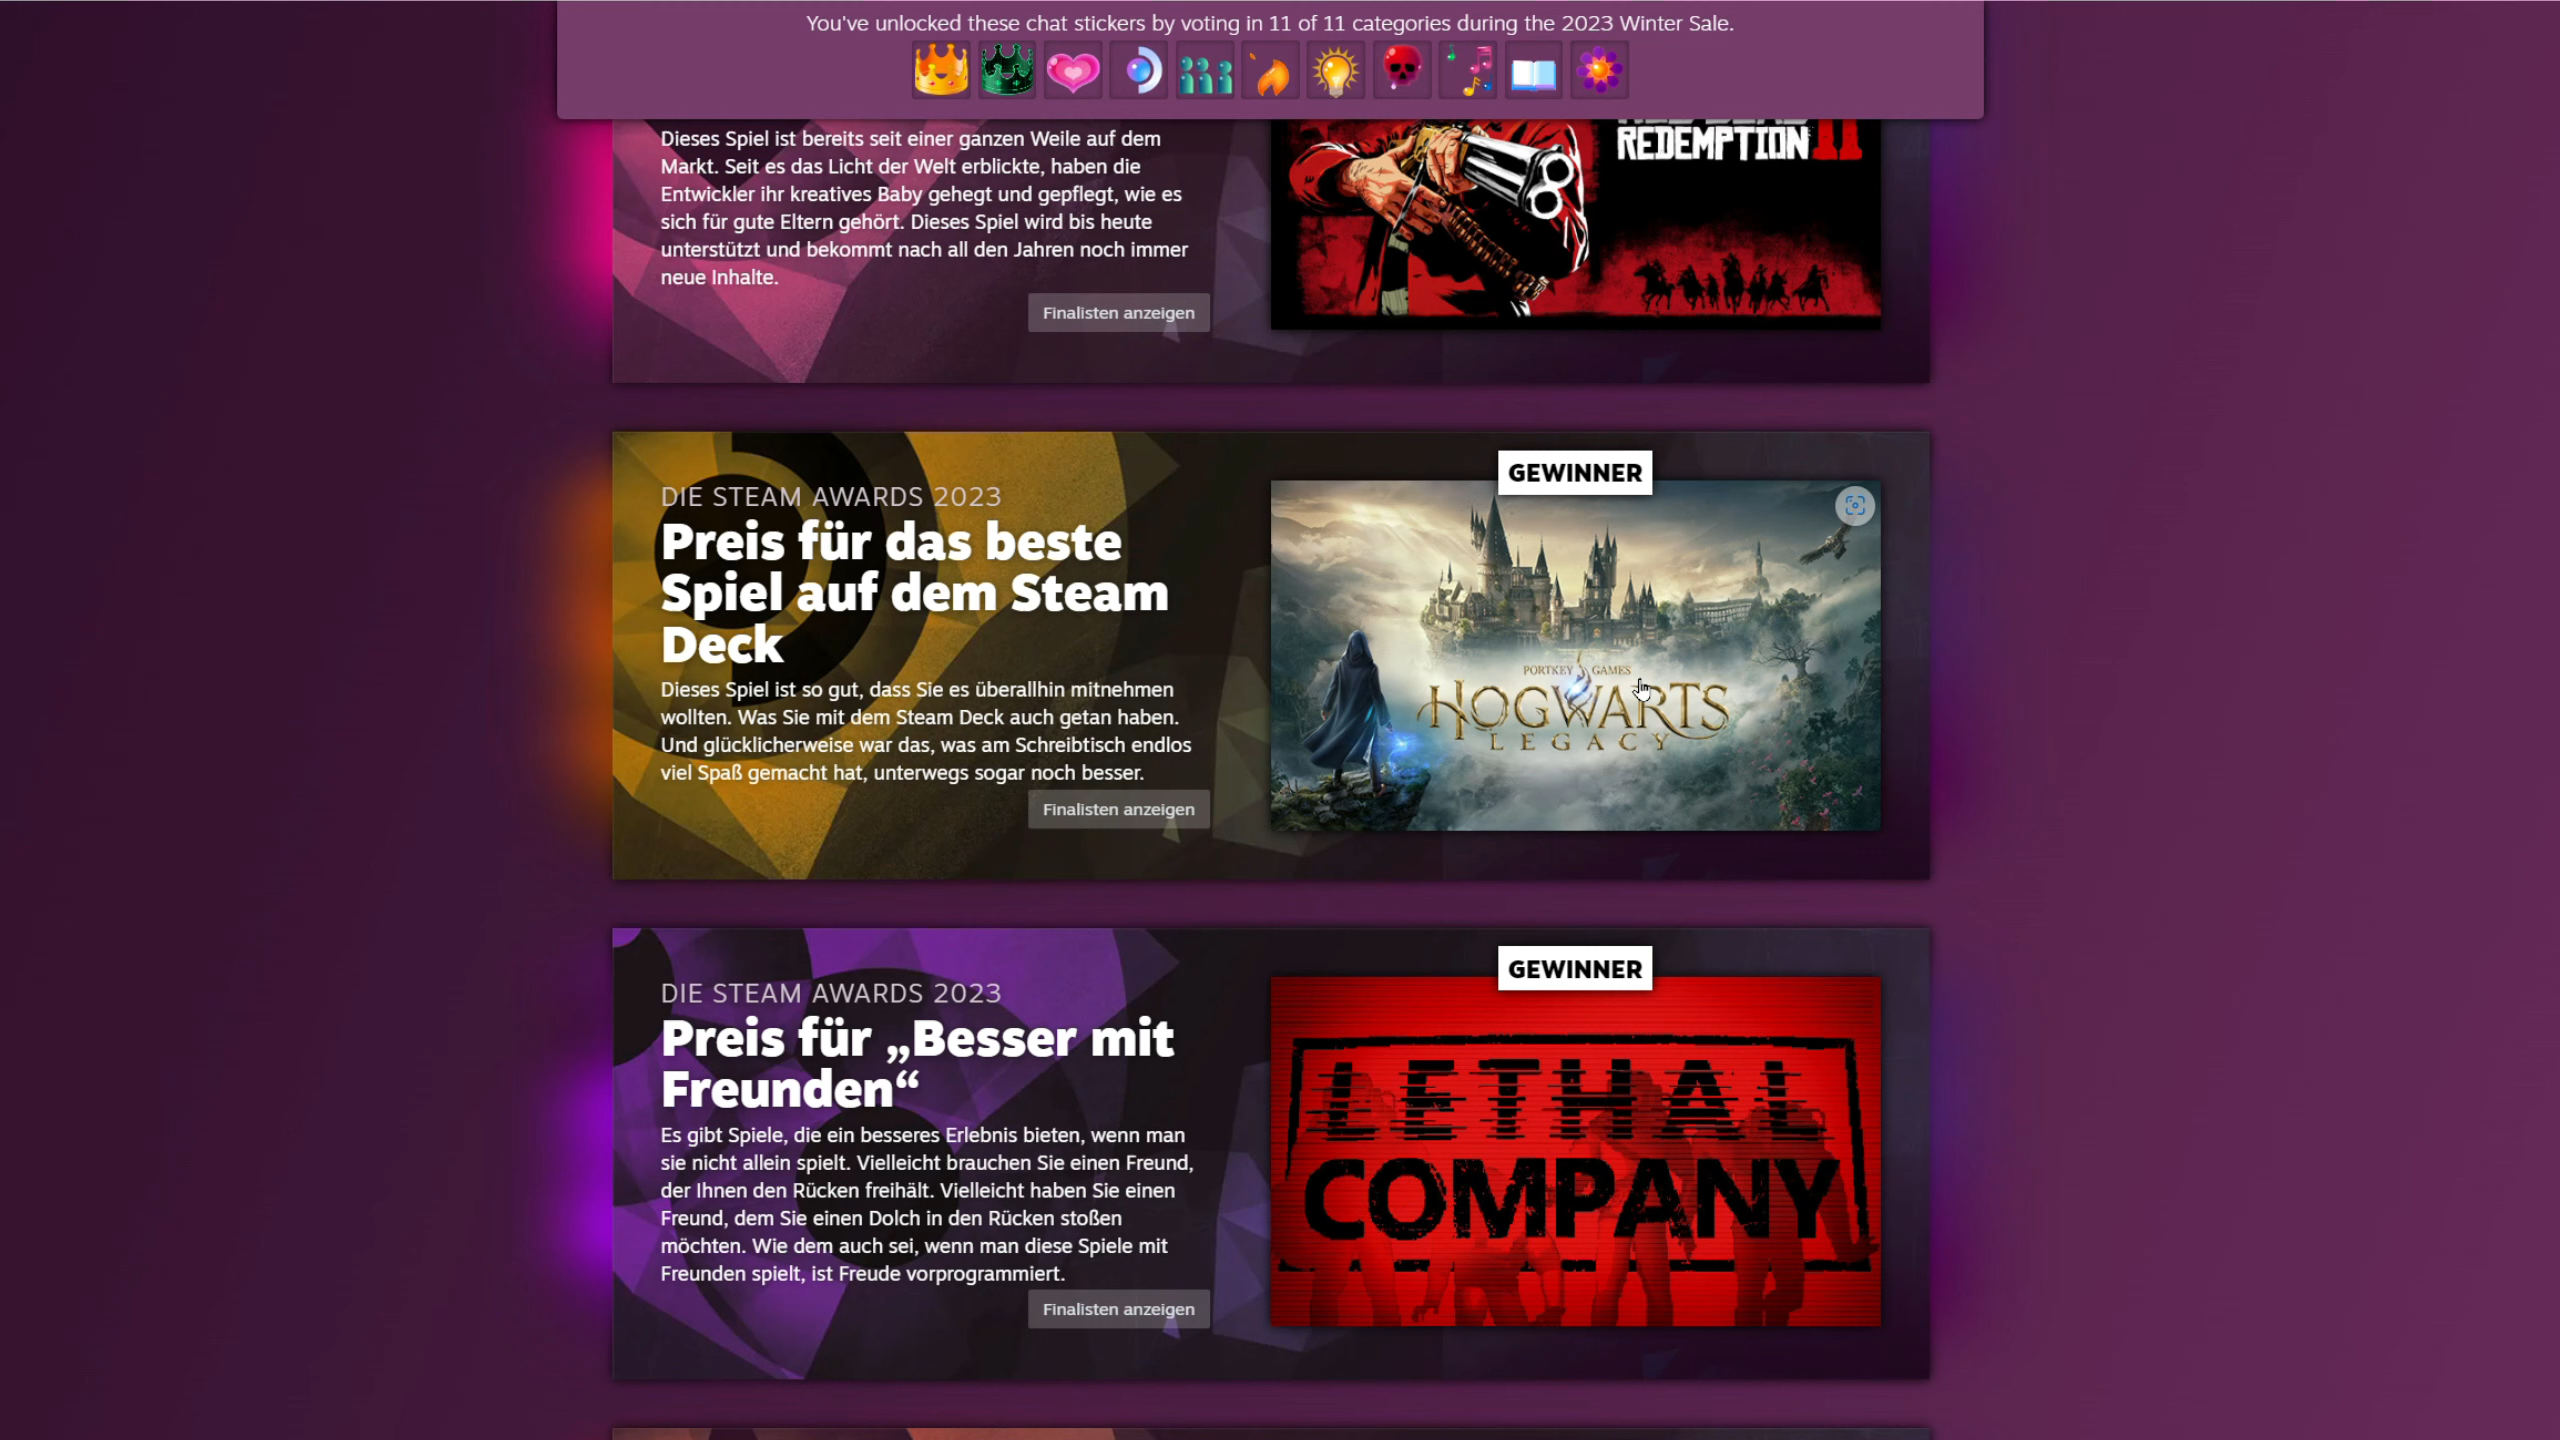 You've unlocked these chat stickers by voting in 11 of 11 categories during the 2023 Winter Sale.
Dieses Spiel ist bereits seit einer ganzen Weile auf dem
Markt. Seit es das Licht der Welt erblickte, haben die
Entwickler ihr kreatives Baby gehegt und gepflegt, wie es
sich für gute Eltern gehört. Dieses Spiel wird bis heute
unterstützt und bekommt nach all den Jahren noch immer
neue Inhalte.
Finalisten anzeigen
REDEMPTION II
DIE STEAM AWARDS 2023
Preis für das beste
Spiel auf dem Steam
Deck
Dieses Spiel ist so gut, dass Sie es überallhin mitnehmen
wollten. Was Sie mit dem Steam Deck auch getan haben.
Und glücklicherweise war das, was am Schreibtisch endlos
viel Spaß gemacht hat, unterwegs sogar noch besser.
Finalisten anzeigen
GEWINNER
PORTKEY GAMES
HOGWARTS
LEGACY
DIE STEAM AWARDS 2023
Preis für „Besser mit
Freunden“
Es gibt Spiele, die ein besseres Erlebnis bieten, wenn man
sie nicht allein spielt. Vielleicht brauchen Sie einen Freund,
der Ihnen den Rücken freihält. Vielleicht haben Sie einen
Freund, dem Sie einen Dolch in den Rücken stoßen
möchten. Wie dem auch sei, wenn man diese Spiele mit
Freunden spielt, ist Freude vorprogrammiert.
Finalisten anzeigen
GEWINNER
LETHAL
COMPANY